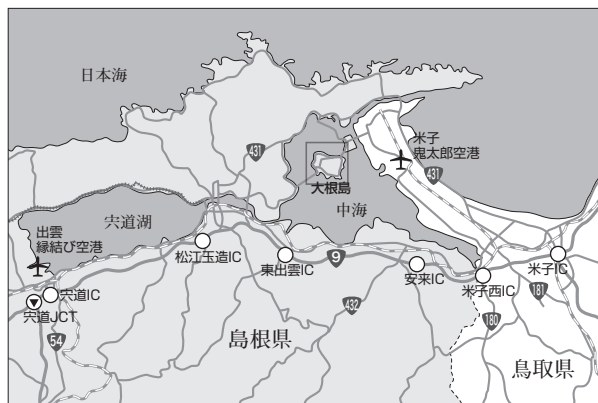 日本海
米子
鬼太郎空港
431
431
大根島
中海
宍道湖
出雲
縁結び空港
松江玉造IC
東出雲IC
9
安来IC
米子西IC
米子IC
宍道IC
宍道JCT
54
432
180
181
島根県
鳥取県